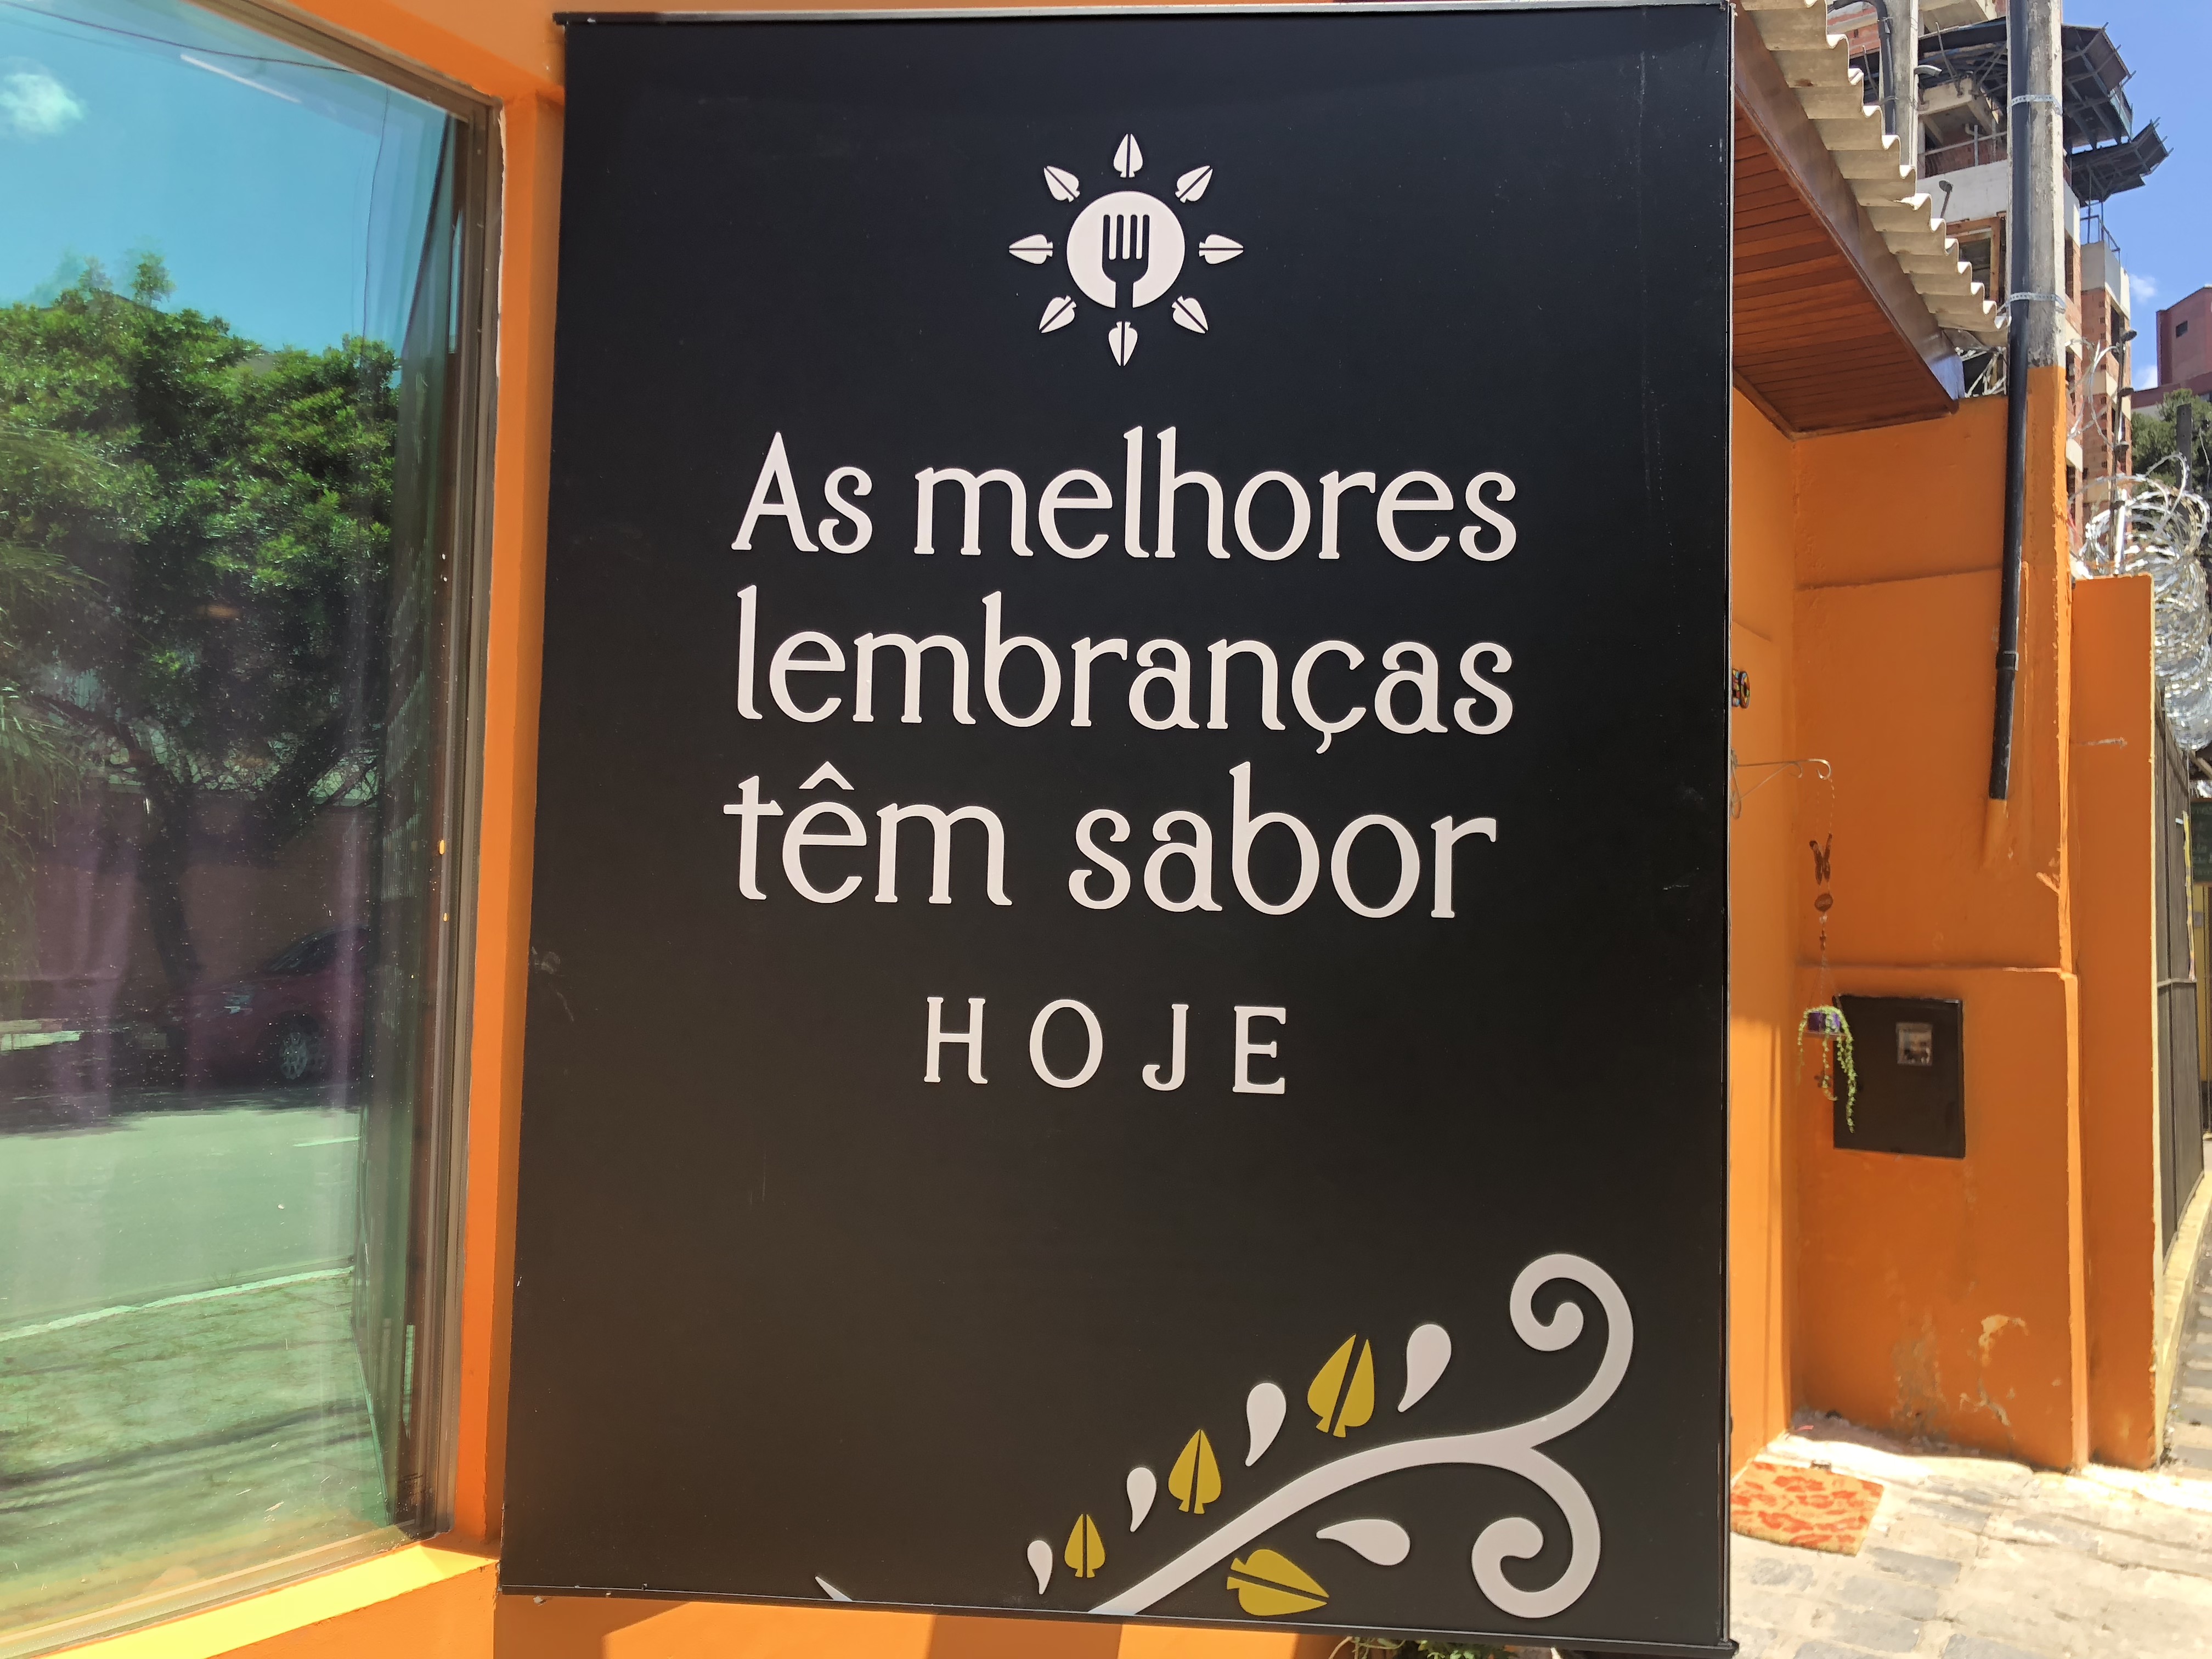 As melhores
lembranças
têm sabor
HOJE